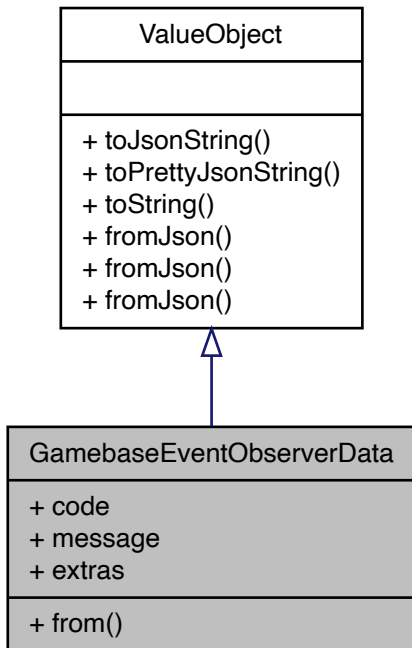 ValueObject
+ toJsonString()
+ toPrettyJsonString()
+ toString()
+ fromJson()
+ fromJson()
+ fromJson()
GamebaseEventObserverData
+ code
+ message
+ extras
+ from()